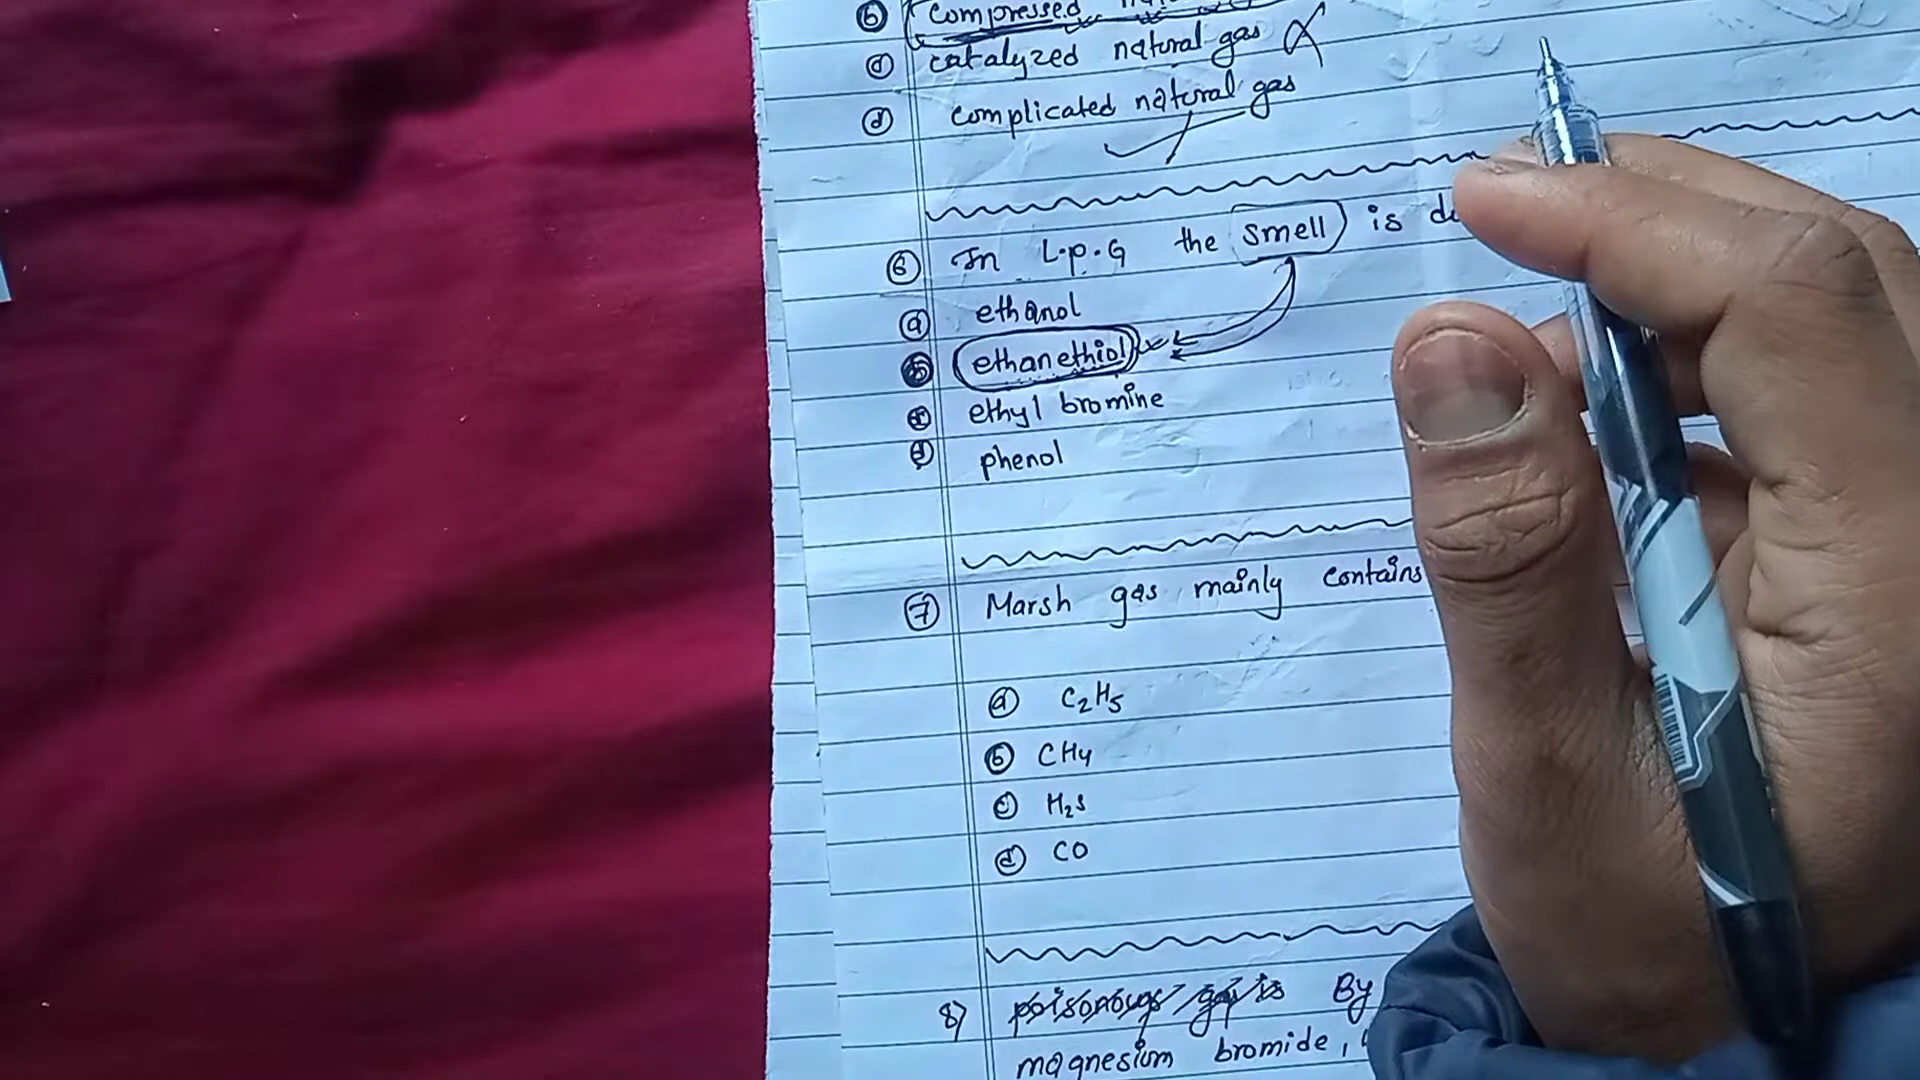 ⓑ compressed
ⓓ catalyzed natural gas
ⓓ complicated natural gas
⑥ In L.p.G the smell is
ⓐ ethanol
ⓑ ethanethiol
ⓒ ethyl bromine
ⓓ phenol
⑦ Marsh gas mainly contains
ⓐ C₂H₅
ⓑ CH₄
ⓒ H₂S
ⓓ CO
8) poisonous gas is By
magnesium bromide,